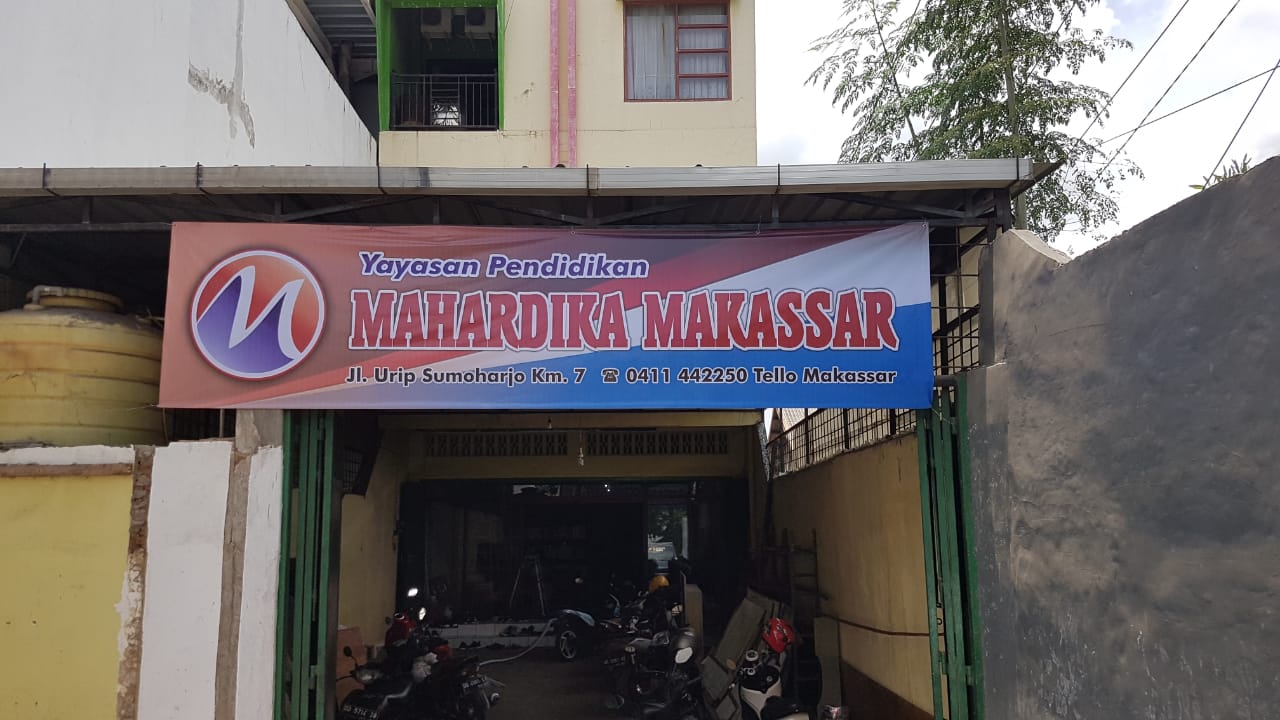 Yayasan Pendidikan
MAHARDIKA MAKASSAR
Jl. Urip Sumoharjo Km. 7 ☎ 0411 442250 Tello Makassar